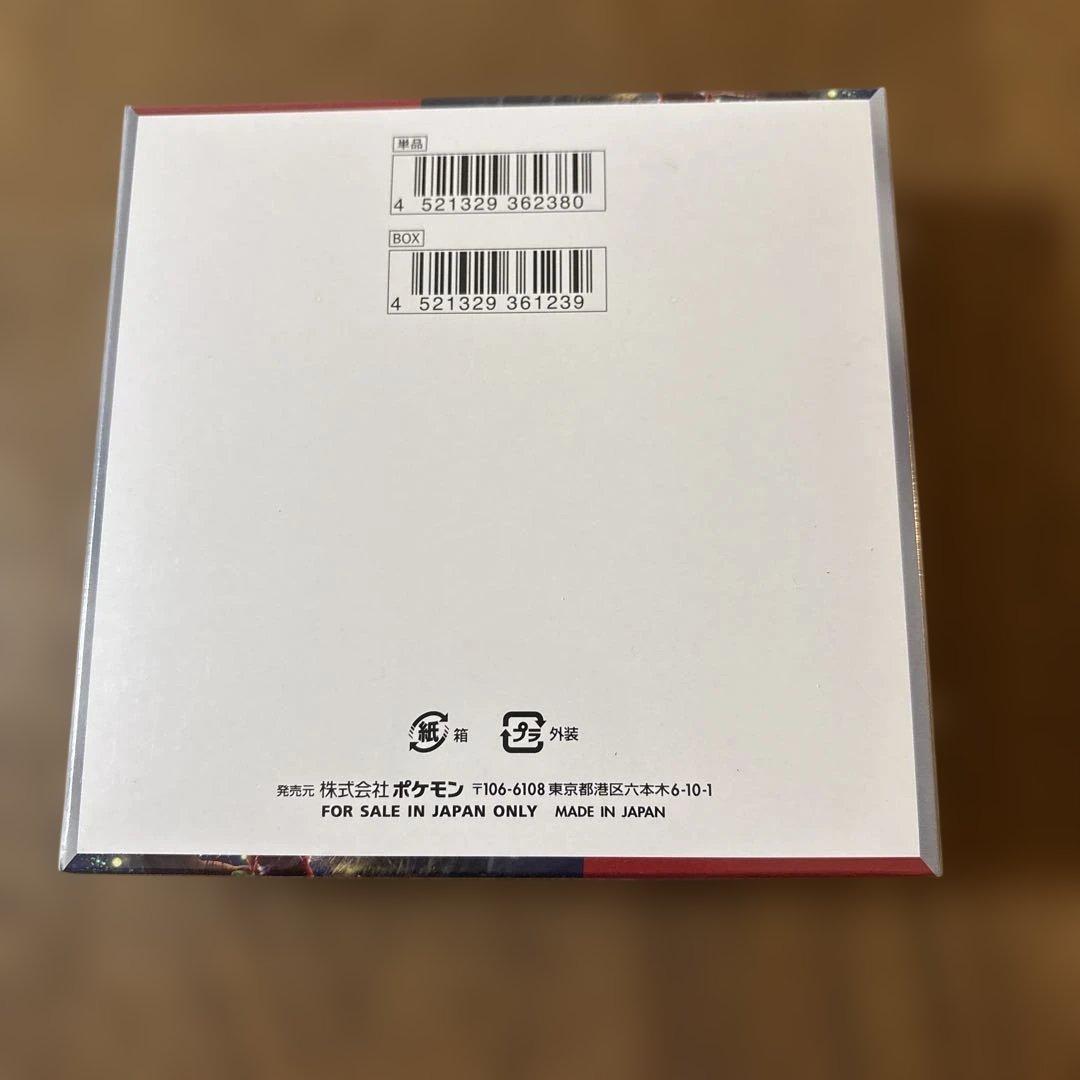 単品
4 521329 362380
BOX
4 521329 361239
紙 箱 プラ 外装
発売元 株式会社 ポケモン 〒106-6108 東京都港区六本木6-10-1
FOR SALE IN JAPAN ONLY MADE IN JAPAN